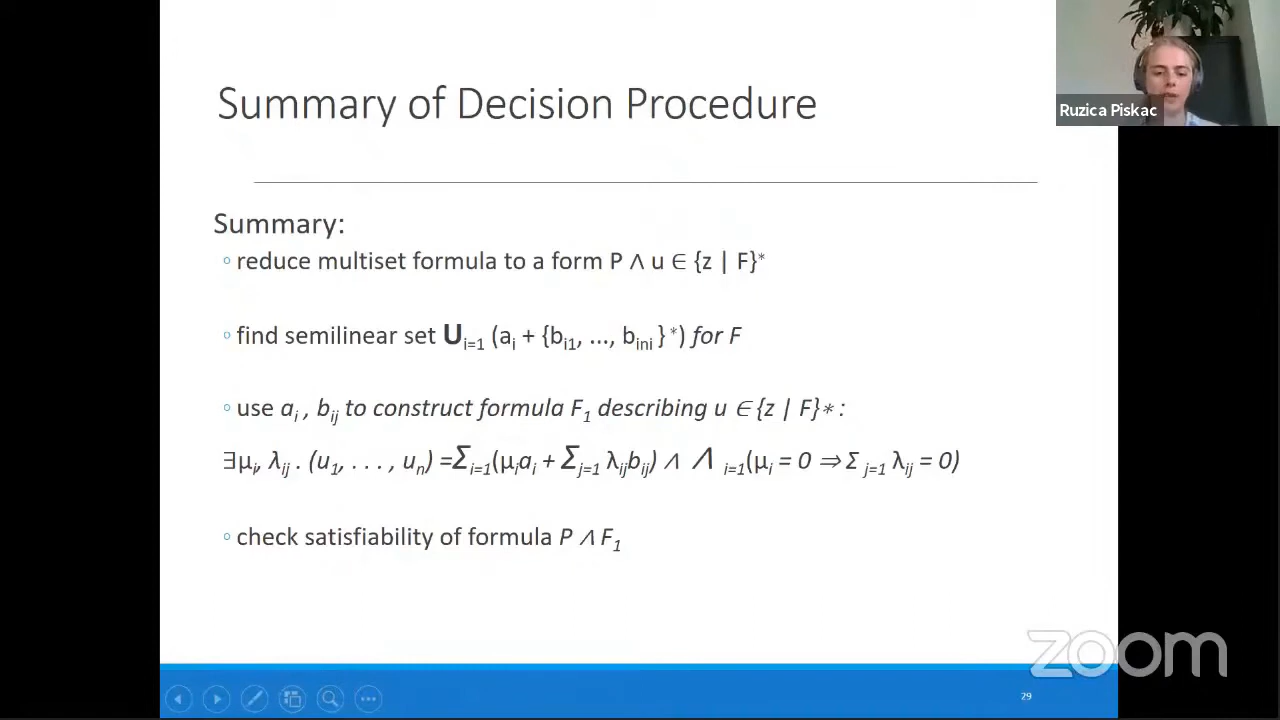 Summary of Decision Procedure
Ruzica Piskac
Summary:
◦ reduce multiset formula to a form P ∧ u ∈ {z | F}*
◦ find semilinear set U i=1 (ai + {bi1, ..., bini }*) for F
◦ use ai , bij to construct formula F1 describing u ∈ {z | F}* :
∃μi, λij . (u1, . . . , un) =Σi=1(μiai + Σj=1 λijbij) ∧ Λ i=1(μi = 0 ⇒ Σ j=1 λij = 0)
◦ check satisfiability of formula P ∧ F1
zoom
29